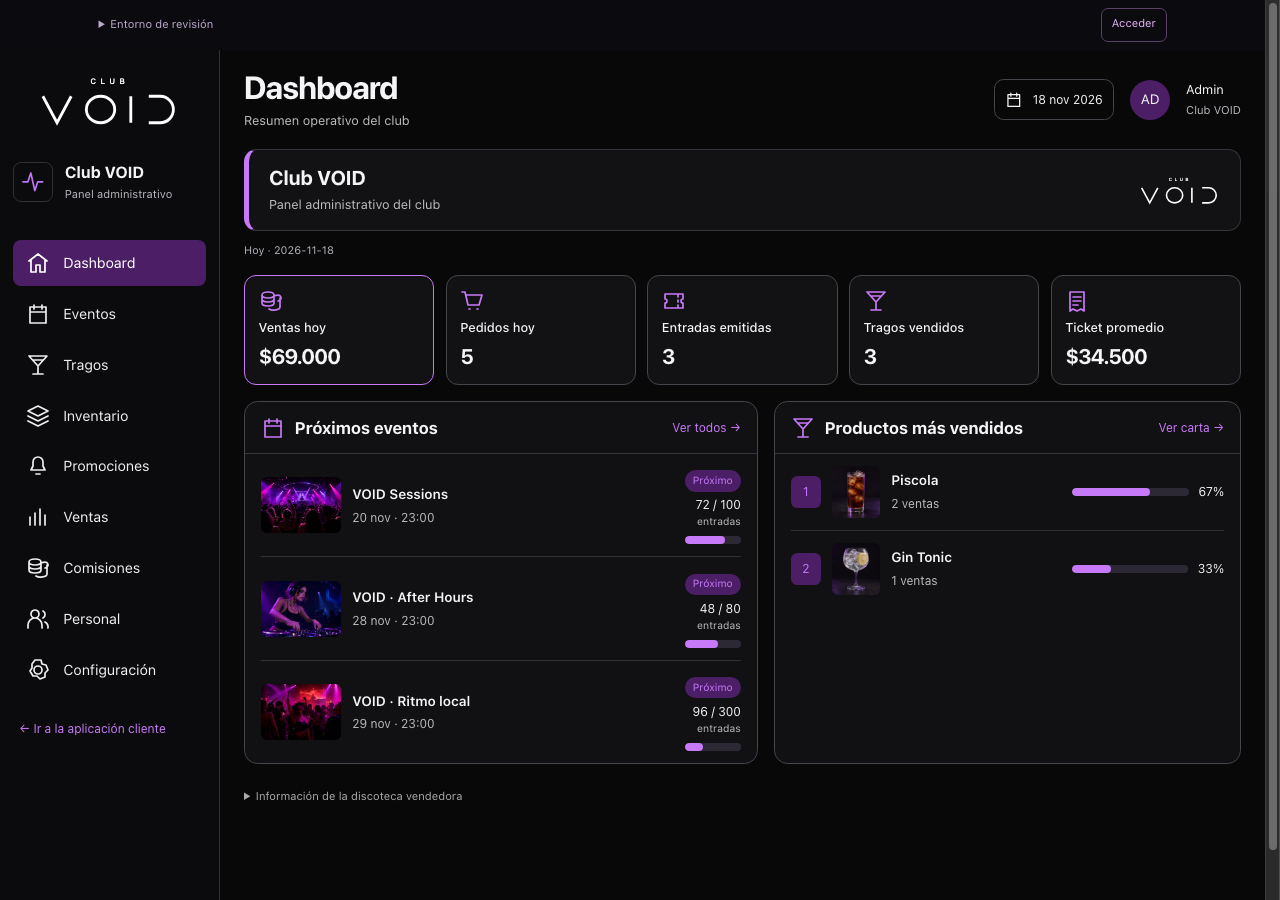 Entorno de revisión
Acceder
CLUB
VOID
Club VOID
Panel administrativo
Dashboard
Eventos
Tragos
Inventario
Promociones
Ventas
Comisiones
Personal
Configuración
← Ir a la aplicación cliente
Dashboard
Resumen operativo del club
18 nov 2026
AD
Admin
Club VOID
Club VOID
Panel administrativo del club
CLUB
VOID
Hoy · 2026-11-18
Ventas hoy
$69.000
Pedidos hoy
5
Entradas emitidas
3
Tragos vendidos
3
Ticket promedio
$34.500
Próximos eventos
Ver todos →
VOID Sessions
20 nov · 23:00
Próximo
72 / 100
entradas
VOID · After Hours
28 nov · 23:00
Próximo
48 / 80
entradas
VOID · Ritmo local
29 nov · 23:00
Próximo
96 / 300
entradas
Productos más vendidos
Ver carta →
1
Piscola
2 ventas
67%
2
Gin Tonic
1 ventas
33%
Información de la discoteca vendedora